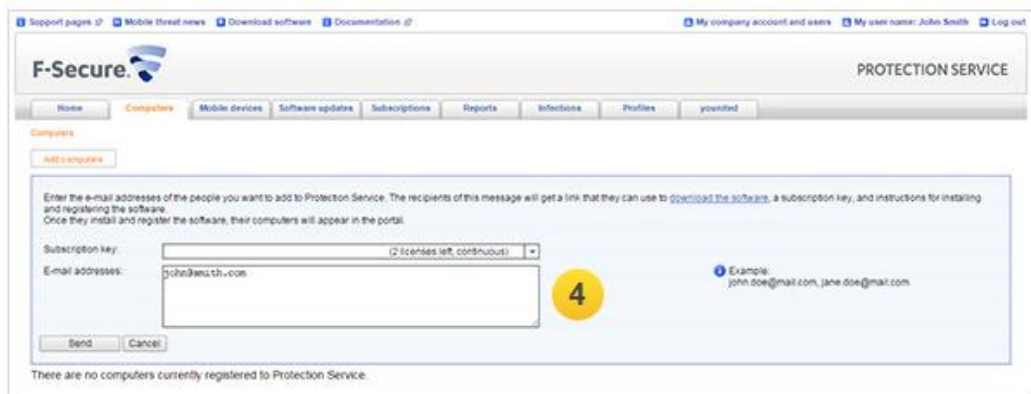 Support pages Mobile threat news Download software Documentation My company account and users My user name: John Smith Log out
F-Secure. PROTECTION SERVICE
Home Computers Mobile devices Software updates Subscriptions Reports Infections Profiles younited
Computers
Add computers
Enter the e-mail addresses of the people you want to add to Protection Service. The recipients of this message will get a link that they can use to download the software, a subscription key, and instructions for installing
and registering the software.
Once they install and register the software, their computers will appear in the portal.
Subscription key: (2 licenses left, continuous)
E-mail addresses: john@smith.com
4
Example:
john.doe@mail.com, jane.doe@mail.com
Send Cancel
There are no computers currently registered to Protection Service.